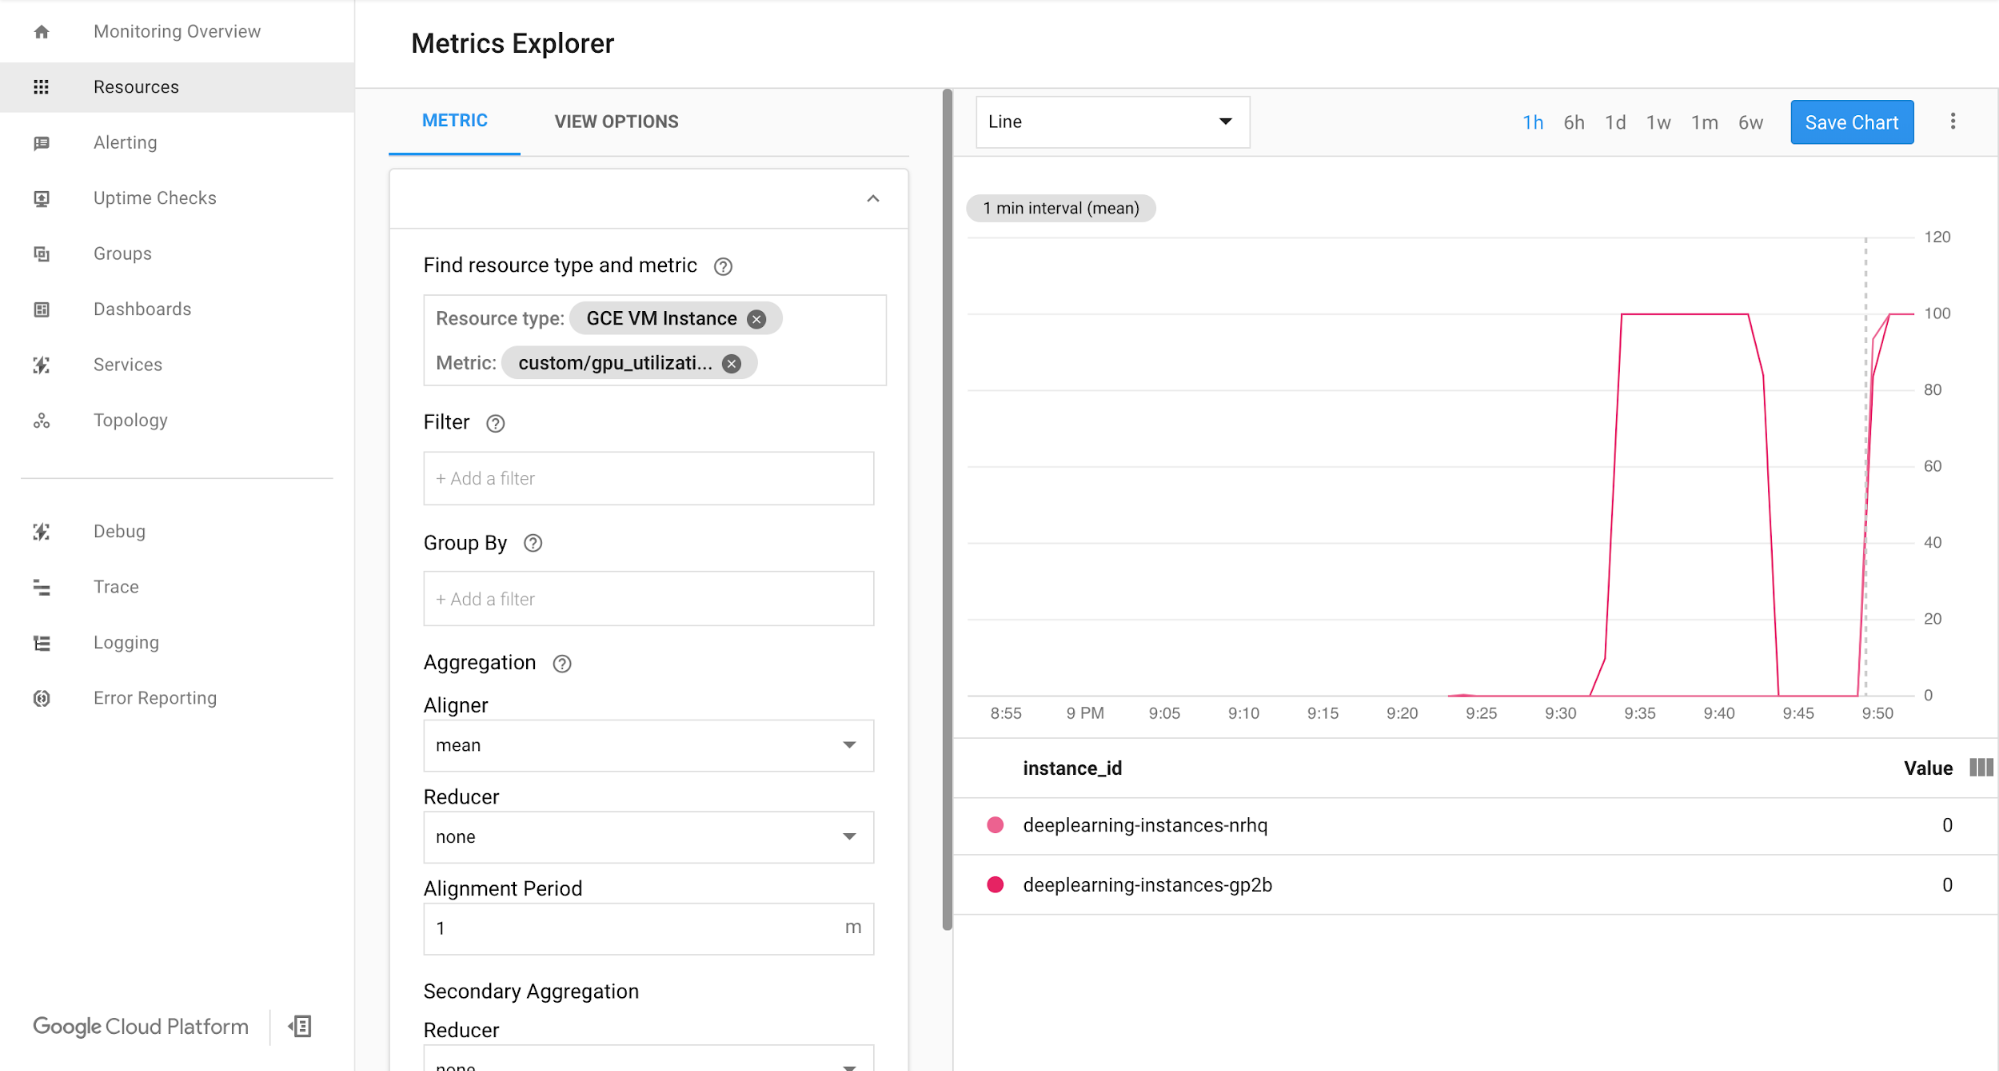 Monitoring Overview
Resources
Alerting
Uptime Checks
Groups
Dashboards
Services
Topology
Debug
Trace
Logging
Error Reporting
Google Cloud Platform
Metrics Explorer
METRIC VIEW OPTIONS
Find resource type and metric
Resource type: GCE VM Instance
Metric: custom/gpu_utilizati...
Filter
+ Add a filter
Group By
+ Add a filter
Aggregation
Aligner
mean
Reducer
none
Alignment Period
1 m
Secondary Aggregation
Reducer
none
Line
1h 6h 1d 1w 1m 6w Save Chart
1 min interval (mean)
120
100
80
60
40
20
0
8:55 9 PM 9:05 9:10 9:15 9:20 9:25 9:30 9:35 9:40 9:45 9:50
instance_id Value
deeplearning-instances-nrhq 0
deeplearning-instances-gp2b 0